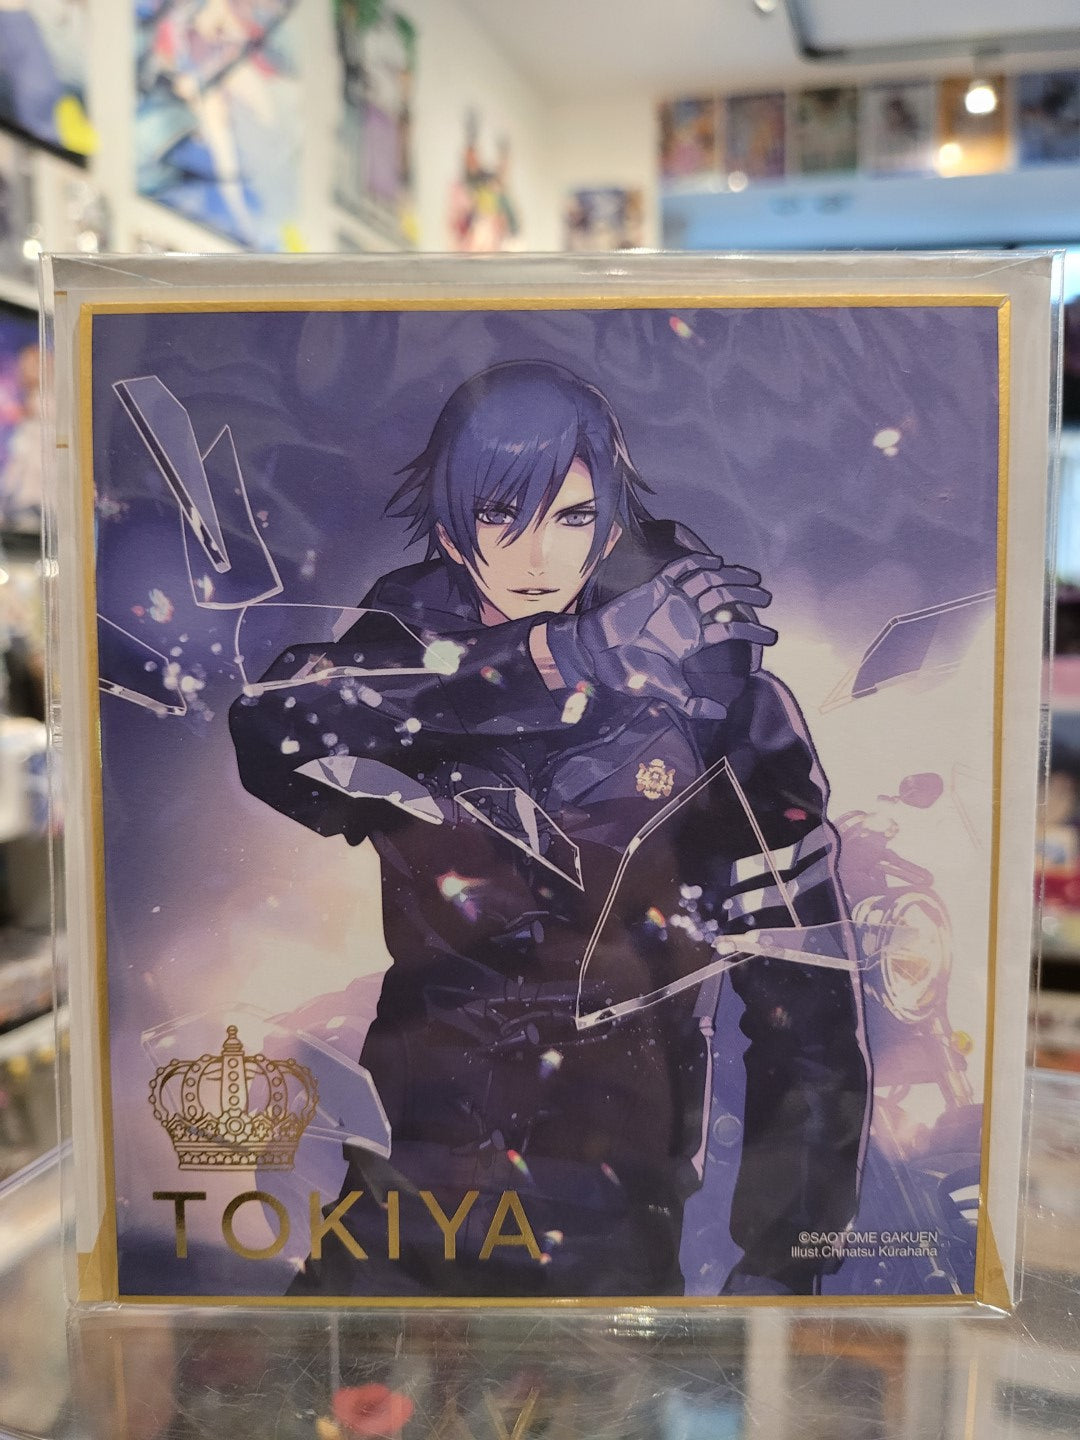 TOKIYA
©SAOTOME GAKUEN
Illust.Chinatsu Kurahana